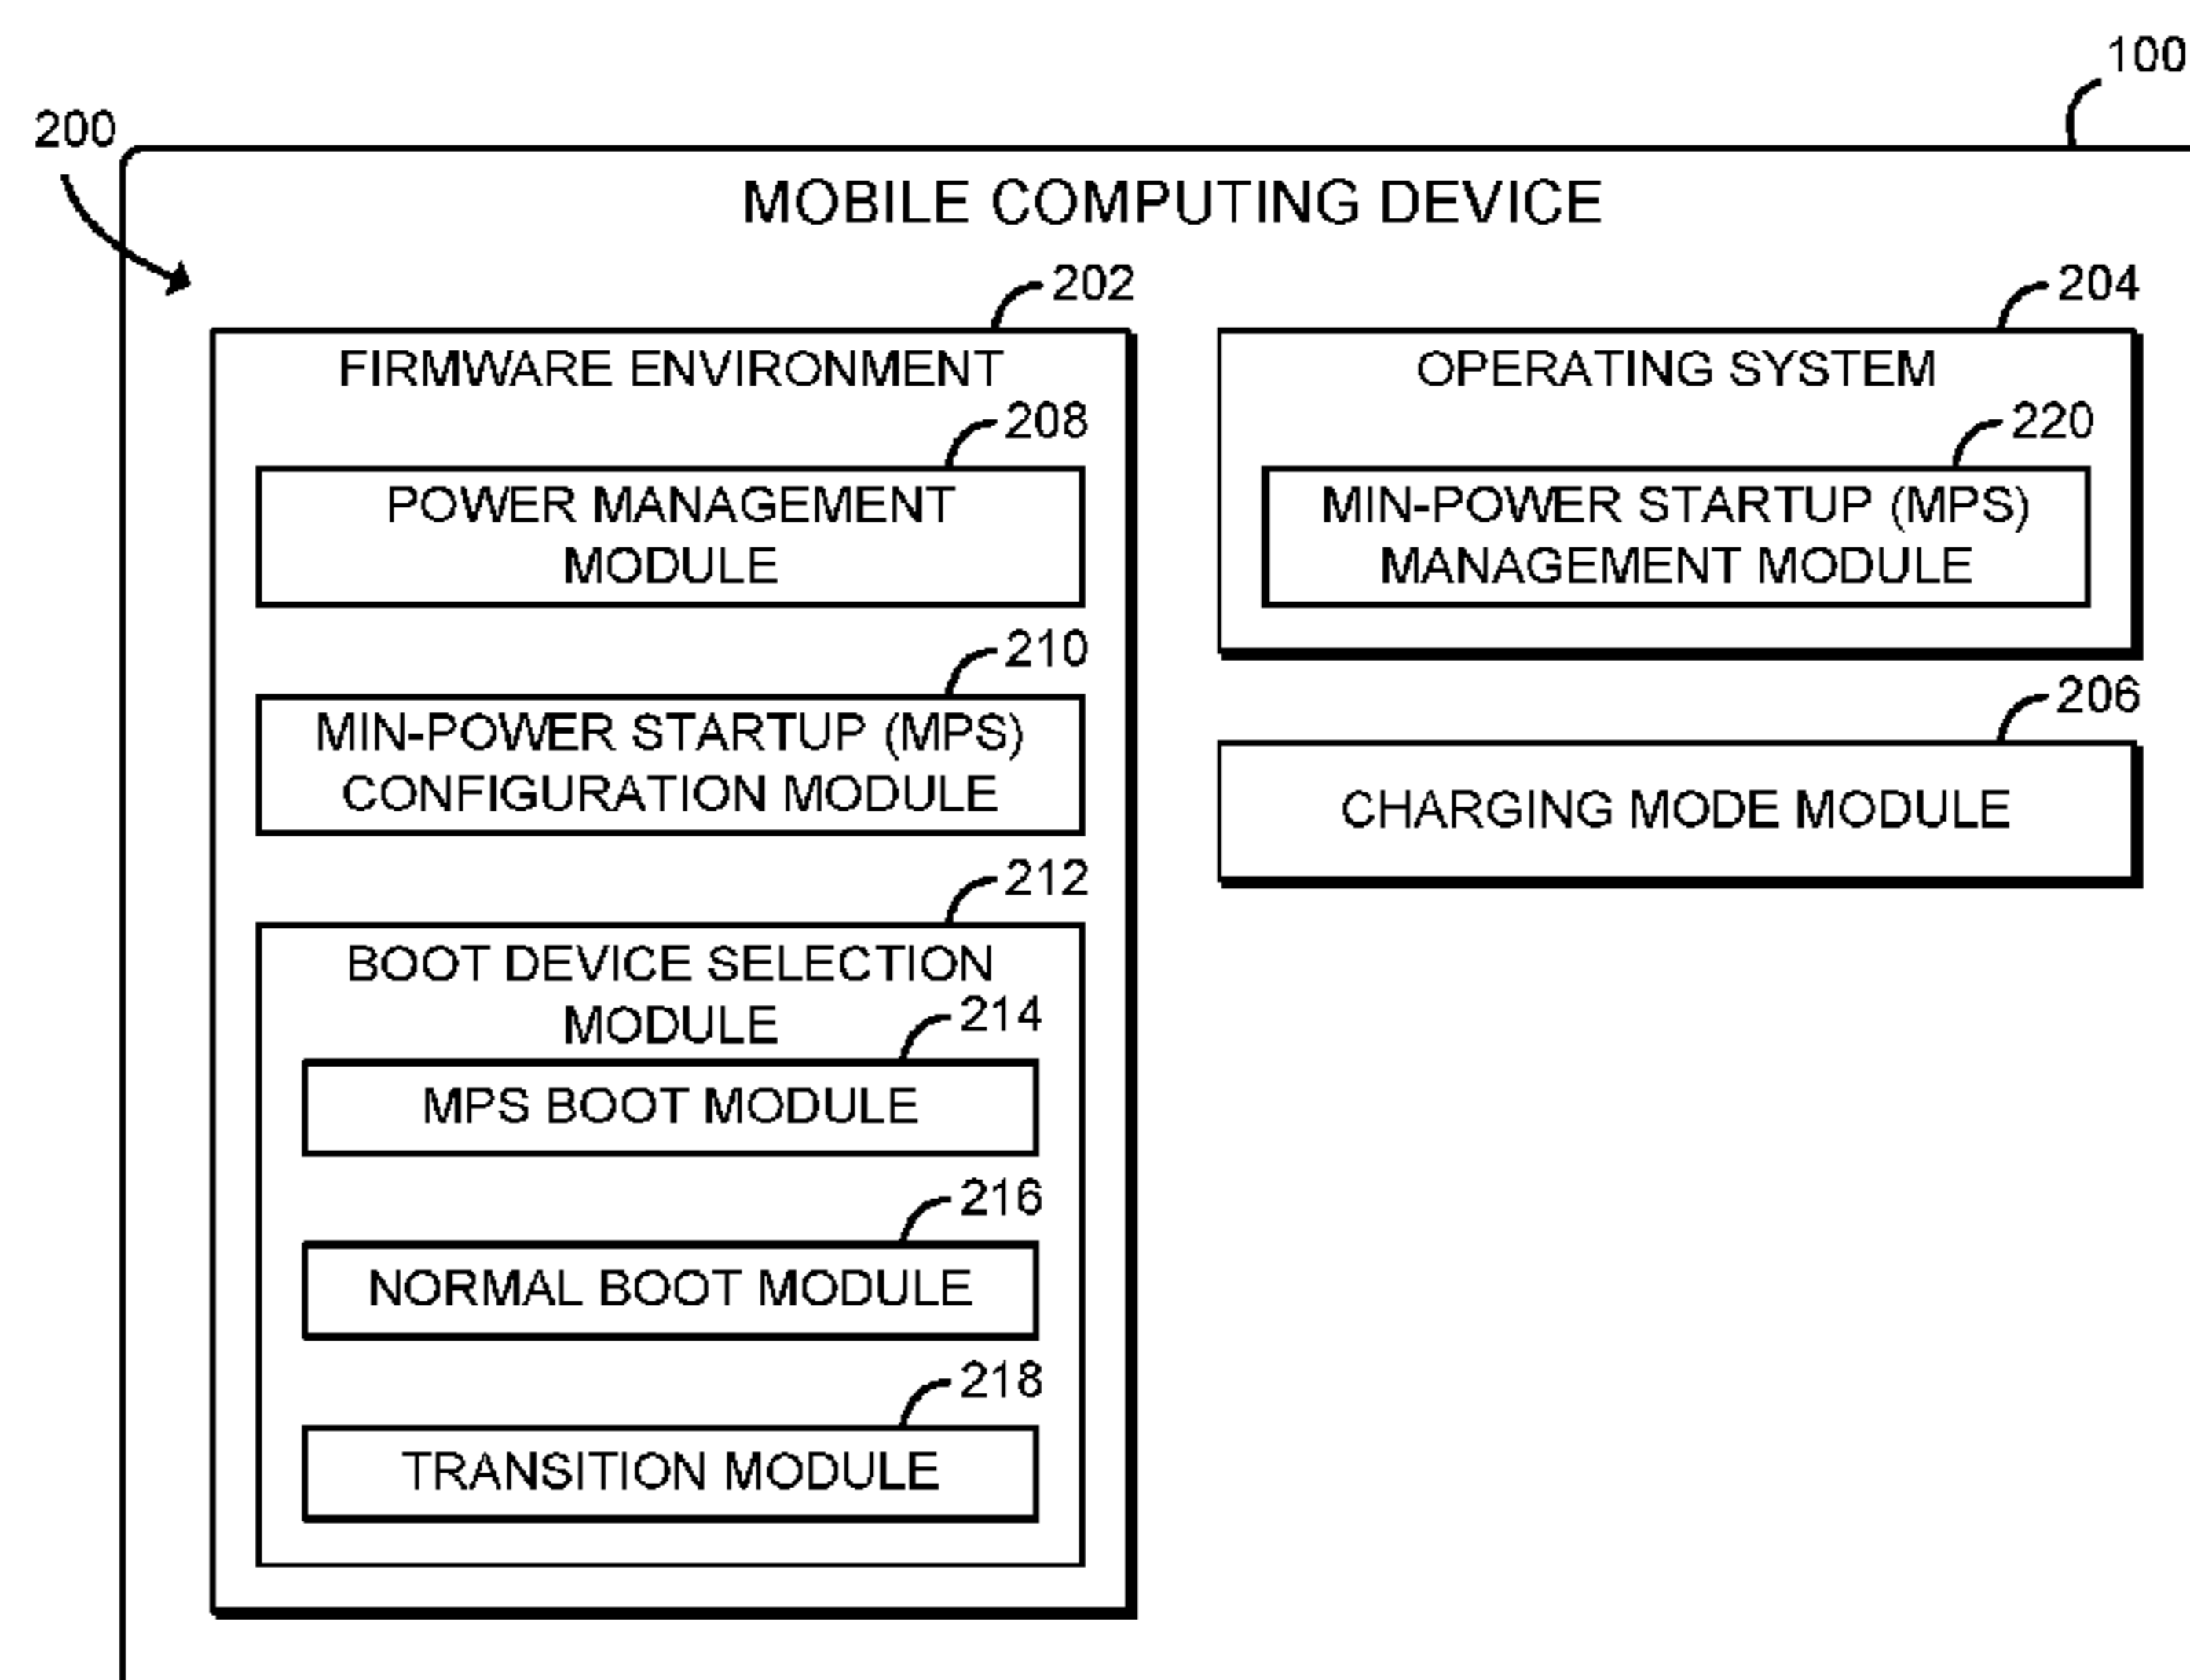 100
200
MOBILE COMPUTING DEVICE
202
FIRMWARE ENVIRONMENT
208
POWER MANAGEMENT
MODULE
210
MIN-POWER STARTUP (MPS)
CONFIGURATION MODULE
212
BOOT DEVICE SELECTION
MODULE
214
MPS BOOT MODULE
216
NORMAL BOOT MODULE
218
TRANSITION MODULE
204
OPERATING SYSTEM
220
MIN-POWER STARTUP (MPS)
MANAGEMENT MODULE
206
CHARGING MODE MODULE